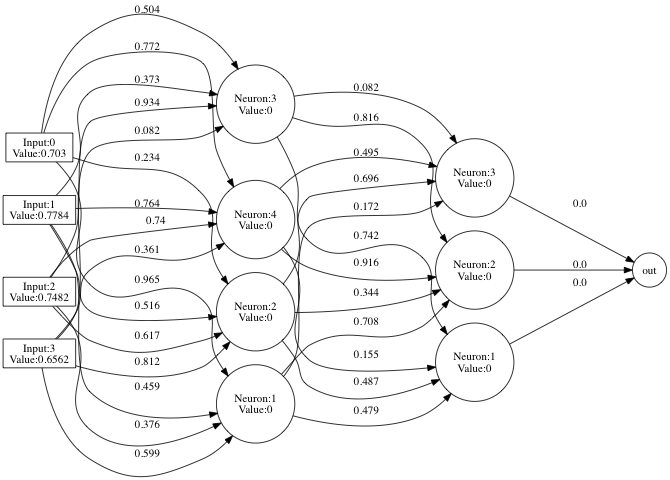 0.504
0.772
0.373
0.934
0.082
0.234
0.764
0.74
0.361
0.965
0.516
0.617
0.812
0.459
0.376
0.599
Input:0
Value:0.703
Input:1
Value:0.7784
Input:2
Value:0.7482
Input:3
Value:0.6562
Neuron:3
Value:0
Neuron:4
Value:0
Neuron:2
Value:0
Neuron:1
Value:0
0.082
0.816
0.495
0.696
0.172
0.742
0.916
0.344
0.708
0.155
0.487
0.479
Neuron:3
Value:0
Neuron:2
Value:0
Neuron:1
Value:0
0.0
0.0
0.0
out